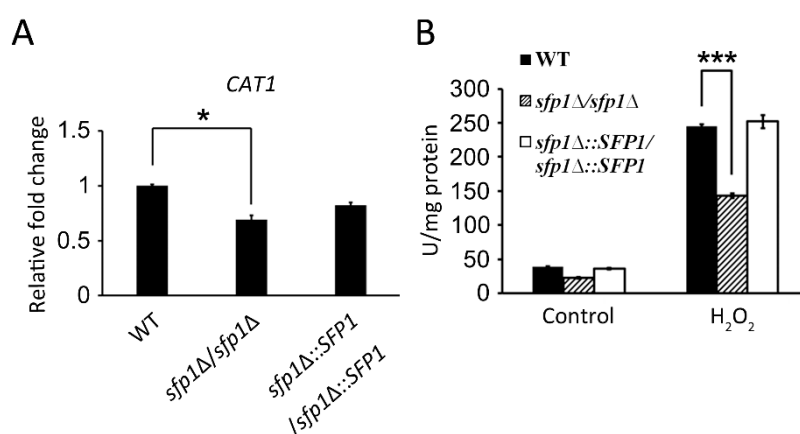 A
CAT1
*
Relative fold change
1.5
1
0.5
0
WT
sfp1Δ/sfp1Δ
sfp1Δ::SFP1
/sfp1Δ::SFP1
B
WT
sfp1Δ/sfp1Δ
sfp1Δ::SFP1/
sfp1Δ::SFP1
***
U/mg protein
300
250
200
150
100
50
0
Control
H₂O₂